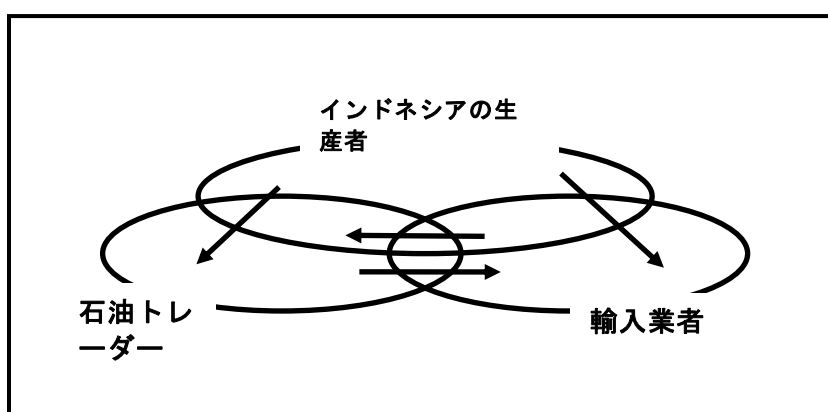 インドネシアの生
産者
石油トレ
ーダー
輸入業者